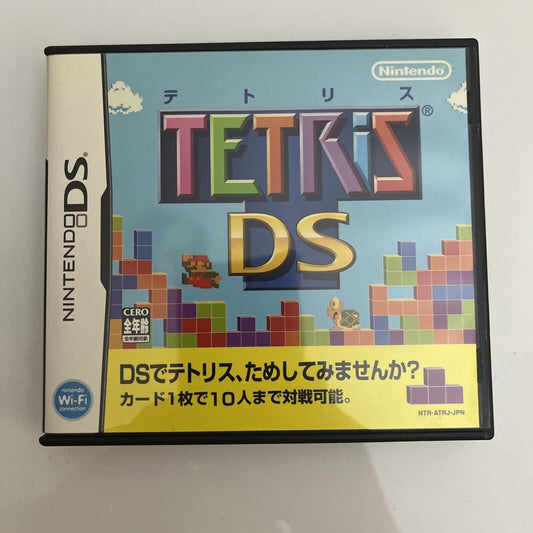 Nintendo
テトリス
TETRiS®
DS
NINTENDO DS™
CERO
全年齢
全年齢対象
DSでテトリス、ためしてみませんか?
カード1枚で10人まで対戦可能。
nintendo
Wi-Fi
connection
NTR-ATRJ-JPN